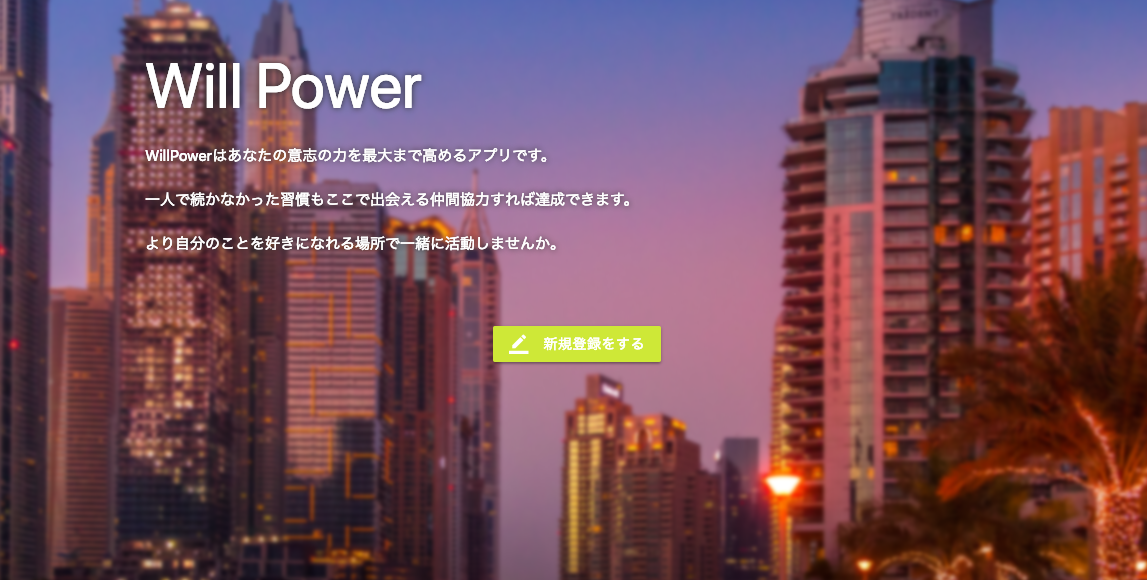 Will Power
WillPowerはあなたの意志の力を最大まで高めるアプリです。
一人で続かなかった習慣もここで出会える仲間協力すれば達成できます。
より自分のことを好きになれる場所で一緒に活動しませんか。
新規登録をする